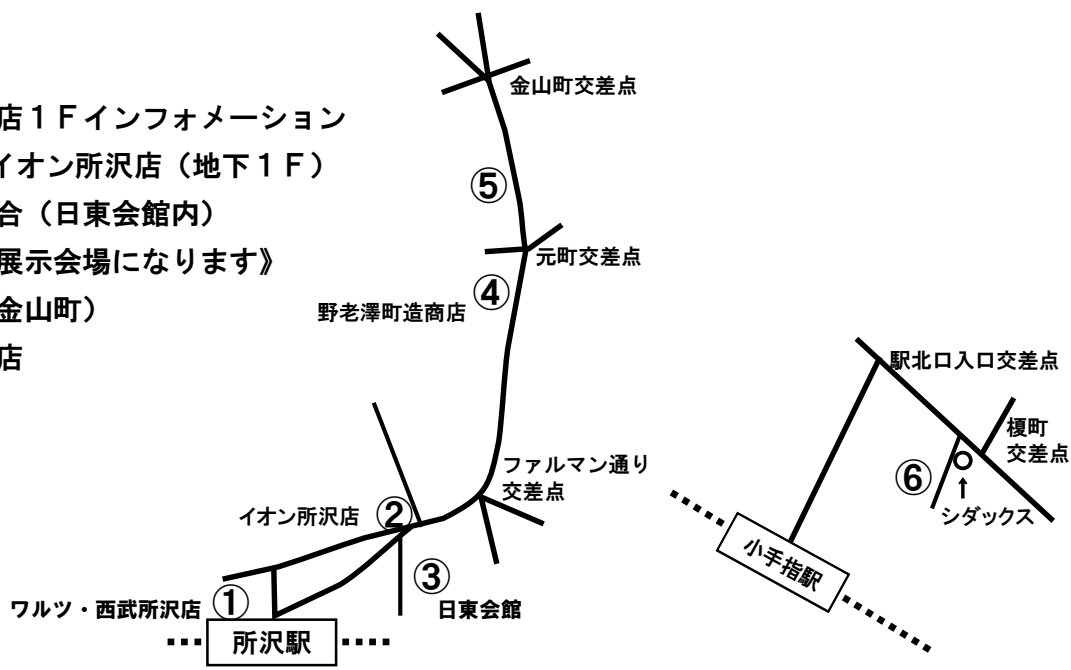 店１Ｆインフォメーション
イオン所沢店（地下１Ｆ）
合（日東会館内）
展示会場になります》
金山町）
店
金山町交差点
⑤
元町交差点
④
野老澤町造商店
ファルマン通り
交差点
イオン所沢店
②
③
日東会館
①
ワルツ・西武所沢店
所沢駅
駅北口入口交差点
榎町
交差点
⑥
シダックス
小手指駅